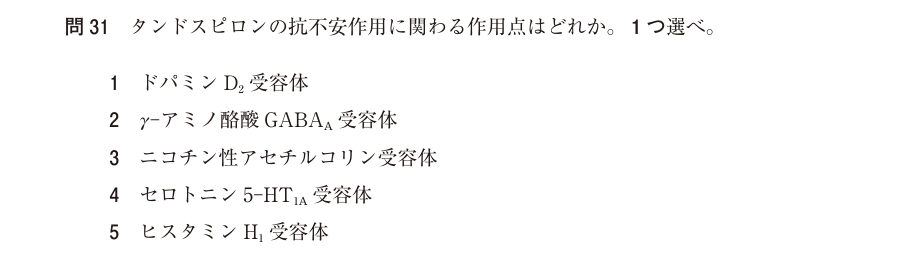 問 31 タンドスピロンの抗不安作用に関わる作用点はどれか。1つ選べ。
1 ドパミン D₂ 受容体
2 γ-アミノ酪酸 GABAA 受容体
3 ニコチン性アセチルコリン受容体
4 セロトニン 5-HT1A 受容体
5 ヒスタミン H₁ 受容体